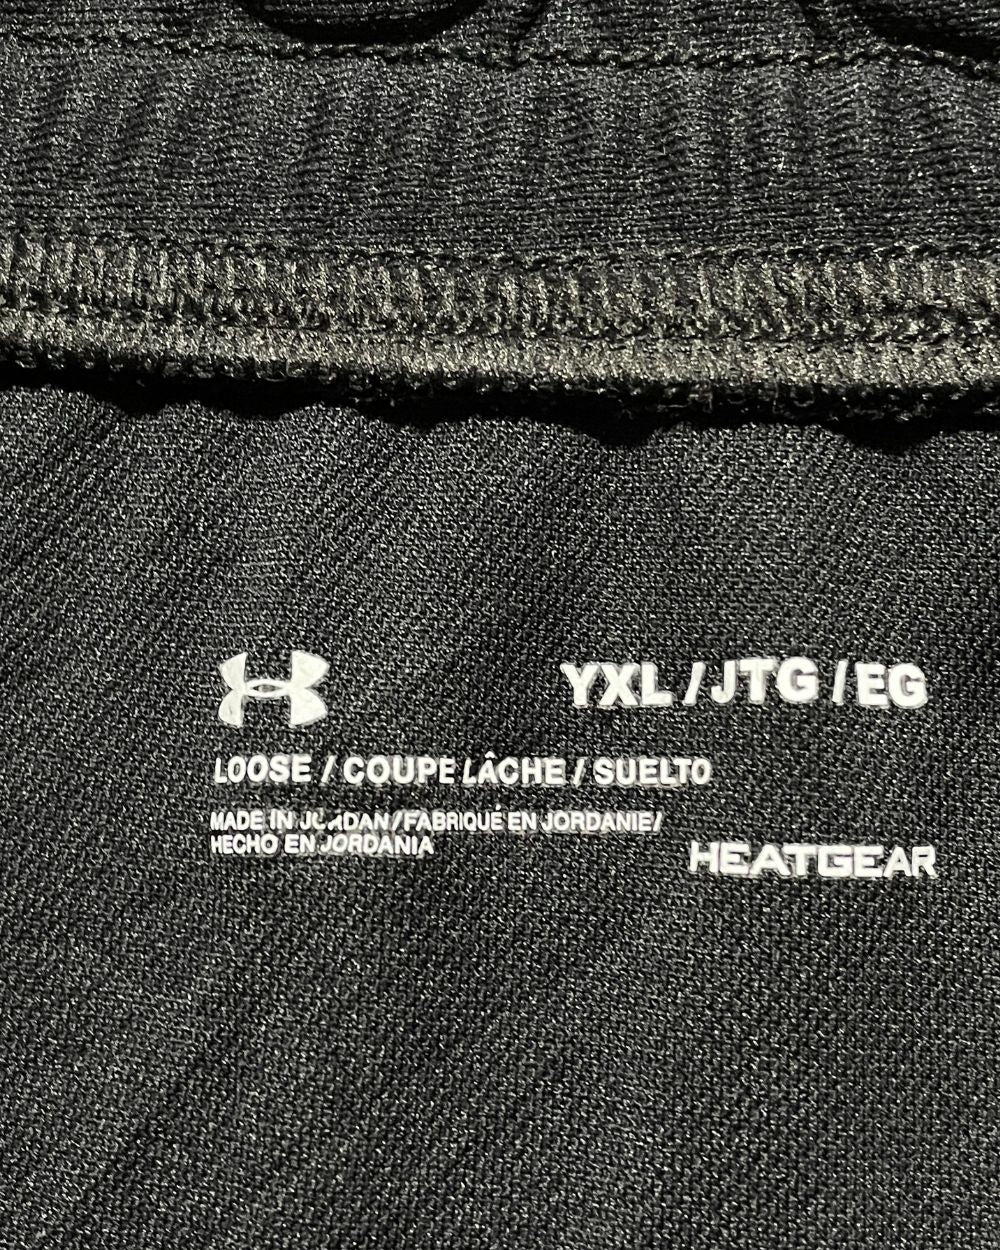 YXL / JTG / EG
LOOSE / COUPE LÂCHE / SUELTO
MADE IN JORDAN/FABRIQUÉ EN JORDANIE/
HECHO EN JORDANIA
HEATGEAR